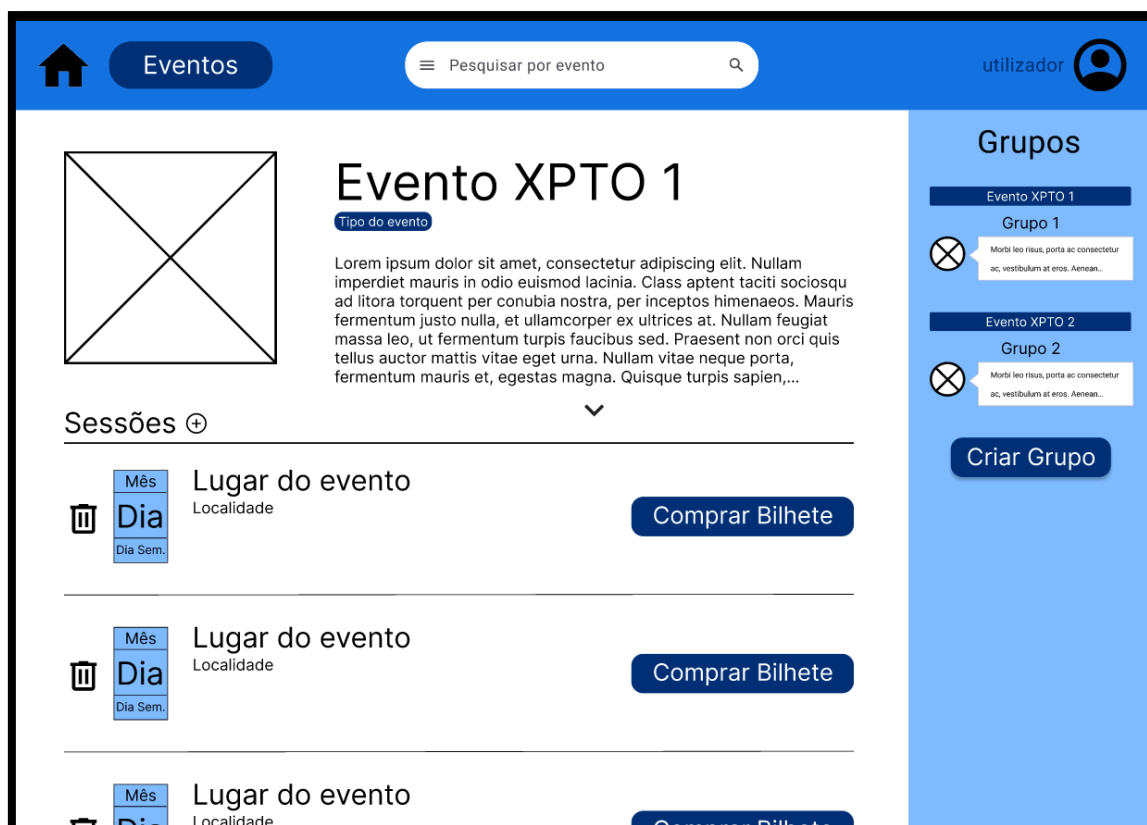 Eventos
Pesquisar por evento
utilizador
Evento XPTO 1
Tipo do evento
Lorem ipsum dolor sit amet, consectetur adipiscing elit. Nullam
imperdiet mauris in odio euismod lacinia. Class aptent taciti sociosqu
ad litora torquent per conubia nostra, per inceptos himenaeos. Mauris
fermentum justo nulla, et ullamcorper ex ultrices at. Nullam feugiat
massa leo, ut fermentum turpis faucibus sed. Praesent non orci quis
tellus auctor mattis vitae eget urna. Nullam vitae neque porta,
fermentum mauris et, egestas magna. Quisque turpis sapien,...
Sessões
Mês
Dia
Dia Sem.
Lugar do evento
Localidade
Comprar Bilhete
Mês
Dia
Dia Sem.
Lugar do evento
Localidade
Comprar Bilhete
Mês
Dia
Lugar do evento
Localidade
Comprar Bilhete
Grupos
Evento XPTO 1
Grupo 1
Morbi leo risus, porta ac consectetur
ac, vestibulum at eros. Aenean...
Evento XPTO 2
Grupo 2
Morbi leo risus, porta ac consectetur
ac, vestibulum at eros. Aenean...
Criar Grupo